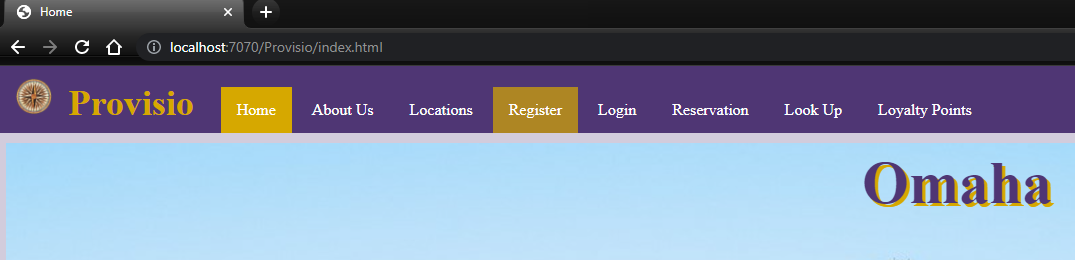 Home
localhost:7070/Provisio/index.html
Provisio Home About Us Locations Register Login Reservation Look Up Loyalty Points
Omaha